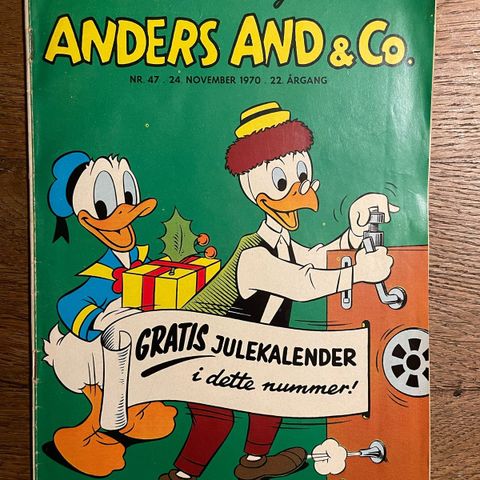 ANDERS AND & Co.
NR. 47 . 24. NOVEMBER 1970 . 22. ÅRGANG
GRATIS JULEKALENDER
i dette nummer!